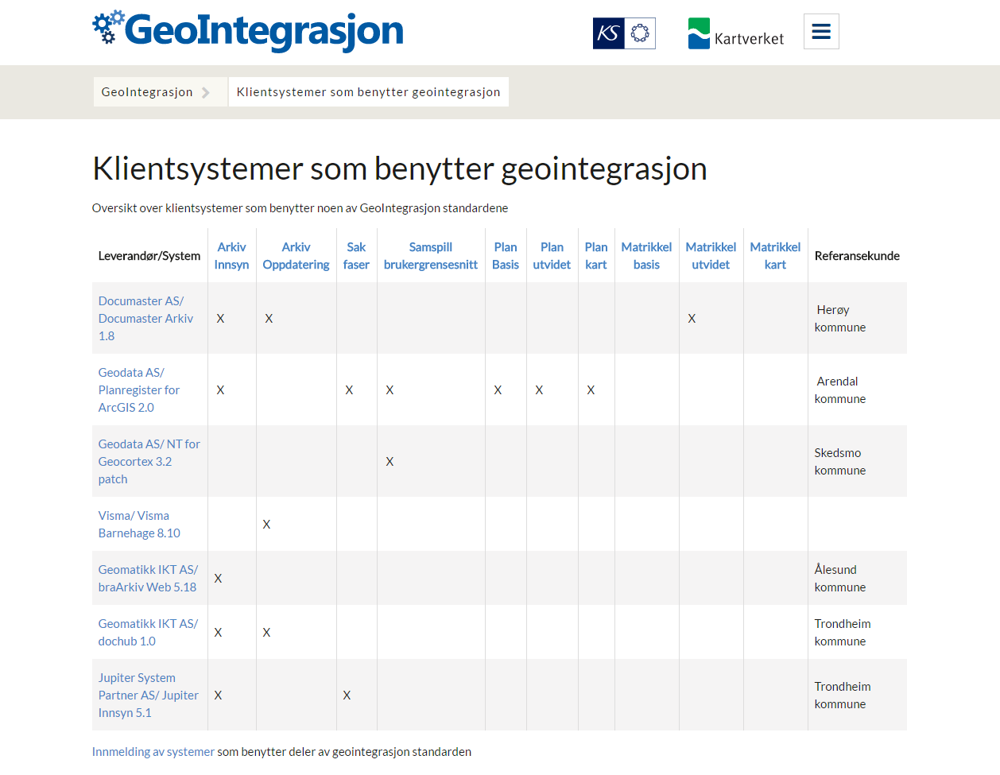 GeoIntegrasjon
KS
Kartverket
GeoIntegrasjon
Klientsystemer som benytter geointegrasjon
Klientsystemer som benytter geointegrasjon
Oversikt over klientsystemer som benytter noen av GeoIntegrasjon standardene
Leverandør/System
Arkiv
Innsyn
Arkiv
Oppdatering
Sak
faser
Samspill
brukergrensesnitt
Plan
Basis
Plan
utvidet
Plan
kart
Matrikkel
basis
Matrikkel
utvidet
Matrikkel
kart
Referansekunde
Documaster AS/
Documaster Arkiv
1.8
X
X
X
Herøy
kommune
Geodata AS/
Planregister for
ArcGIS 2.0
X
X
X
X
X
X
Arendal
kommune
Geodata AS/ NT for
Geocortex 3.2
patch
X
Skedsmo
kommune
Visma/ Visma
Barnehage 8.10
X
Geomatikk IKT AS/
braArkiv Web 5.18
X
Ålesund
kommune
Geomatikk IKT AS/
dochub 1.0
X
X
Trondheim
kommune
Jupiter System
Partner AS/ Jupiter
Innsyn 5.1
X
X
Trondheim
kommune
Innmelding av systemer som benytter deler av geointegrasjon standarden